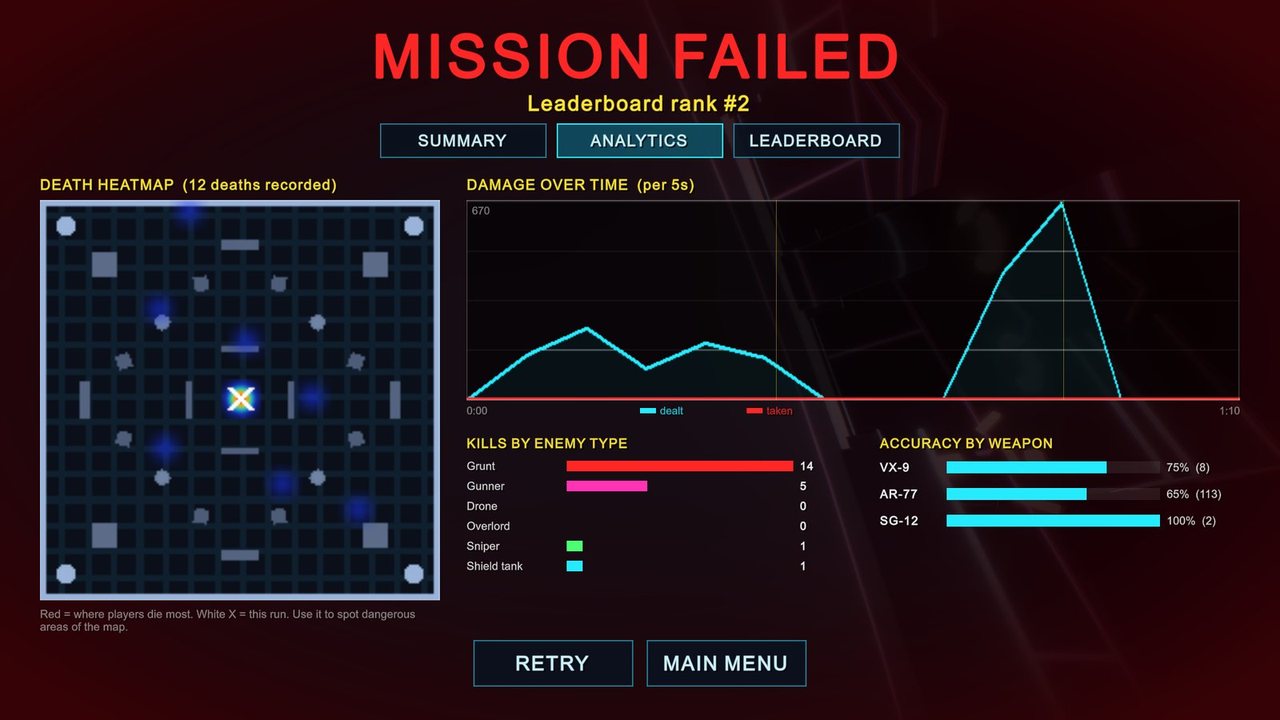 MISSION FAILED
Leaderboard rank #2
SUMMARY
ANALYTICS
LEADERBOARD
DEATH HEATMAP (12 deaths recorded)
Red = where players die most. White X = this run. Use it to spot dangerous
areas of the map.
DAMAGE OVER TIME (per 5s)
670
0:00
dealt
taken
1:10
KILLS BY ENEMY TYPE
Grunt 14
Gunner 5
Drone 0
Overlord 0
Sniper 1
Shield tank 1
ACCURACY BY WEAPON
VX-9 75% (8)
AR-77 65% (113)
SG-12 100% (2)
RETRY
MAIN MENU